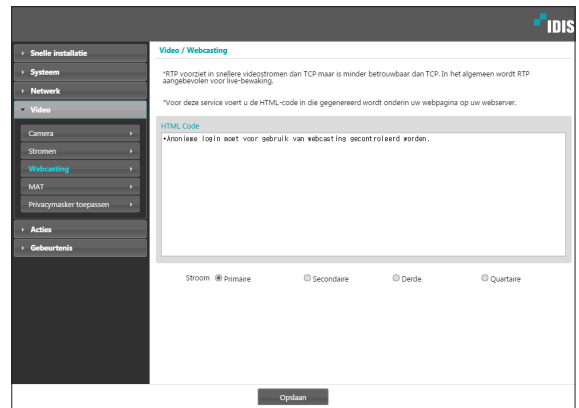 IDIS
Snelle installatie
Systeem
Netwerk
Video
Camera
Stromen
Webcasting
MAT
Privacymasker toepassen
Acties
Gebeurtenis
Video / Webcasting
*RTP voorziet in snellere videostromen dan TCP maar is minder betrouwbaar dan TCP. In het algemeen wordt RTP
aangebevolen voor live-bewaking.
*Voor deze service voert u de HTML-code in die gegenereerd wordt onderin uw webpagina op uw webserver.
HTML Code
*Anonieme login moet voor gebruik van webcasting gecontroleerd worden.
Stroom Primaire Secondaire Derde Quartaire
Opslaan